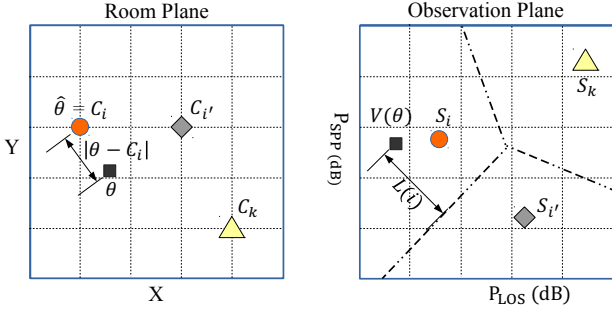 Room Plane
Observation Plane
θ̂ = C_i
C_{i'}
Y
|θ − C_i|
θ
C_k
X
S_k
V(θ)
S_i
P_SPP (dB)
L(i)
S_{i'}
P_LOS (dB)